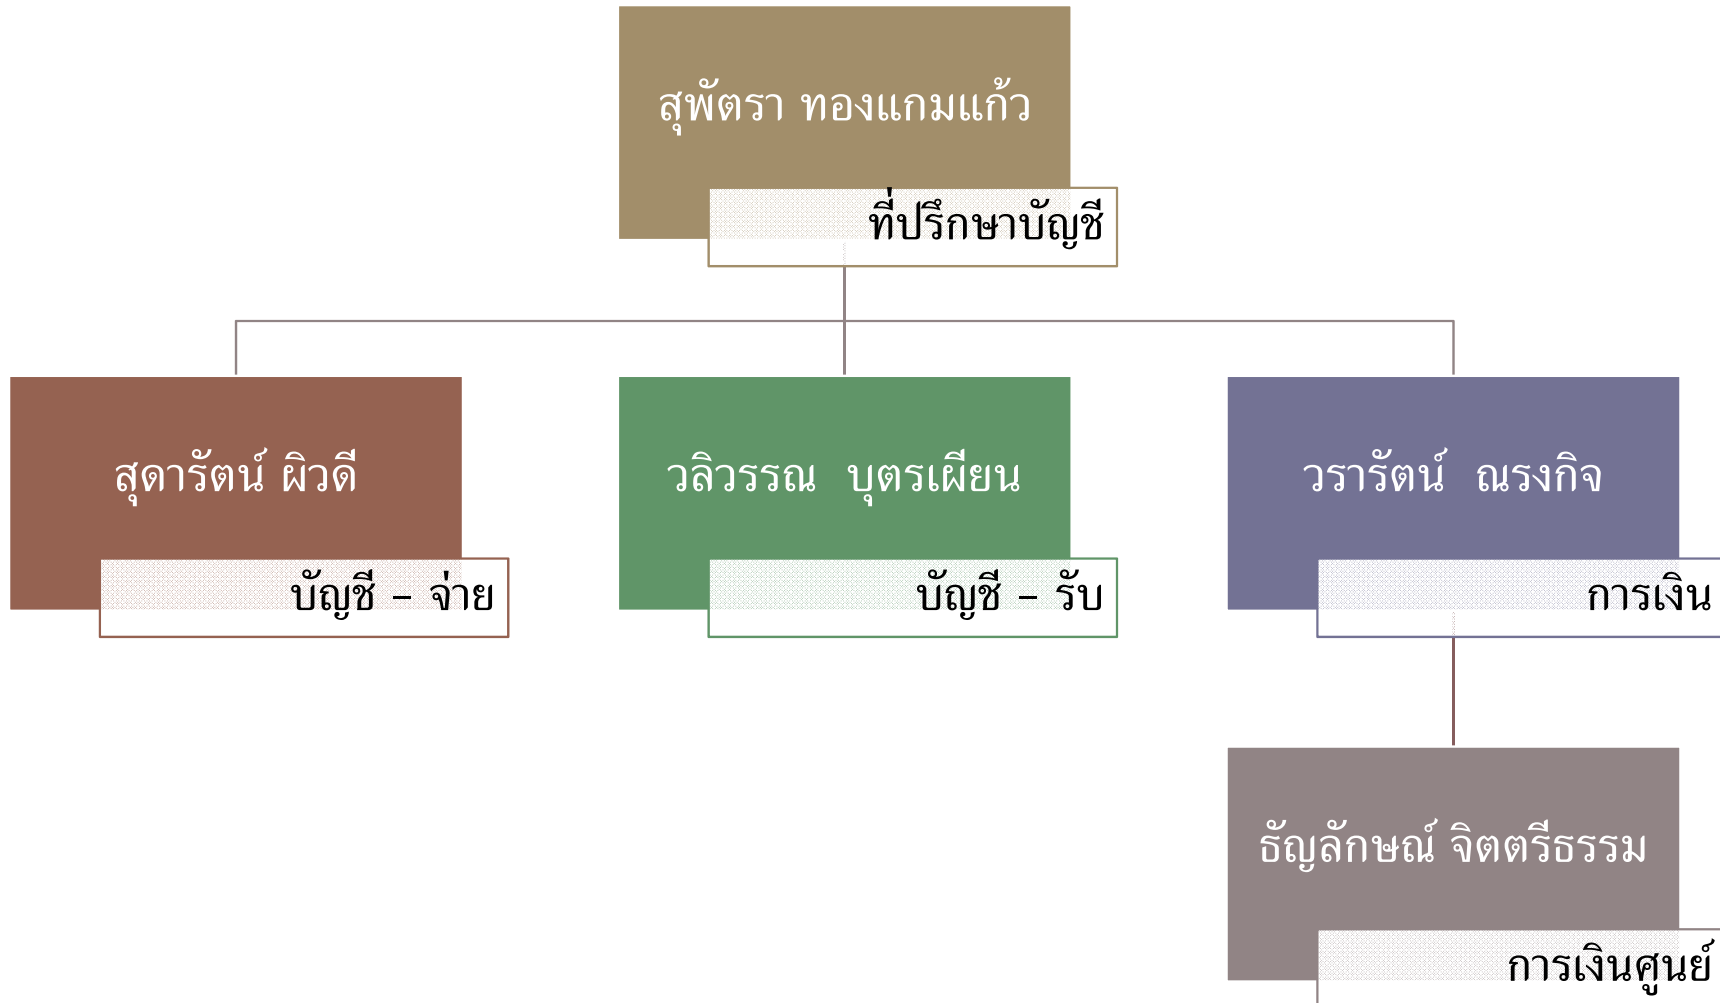 สุพัตรา ทองแกมแก้ว
ที่ปรึกษาบัญชี
สุดารัตน์ ผิวดี
บัญชี – จ่าย
วลิวรรณ  บุตรเผียน
บัญชี – รับ
วรารัตน์  ณรงกิจ
การเงิน
ธัญลักษณ์ จิตตรีธรรม
การเงินศูนย์